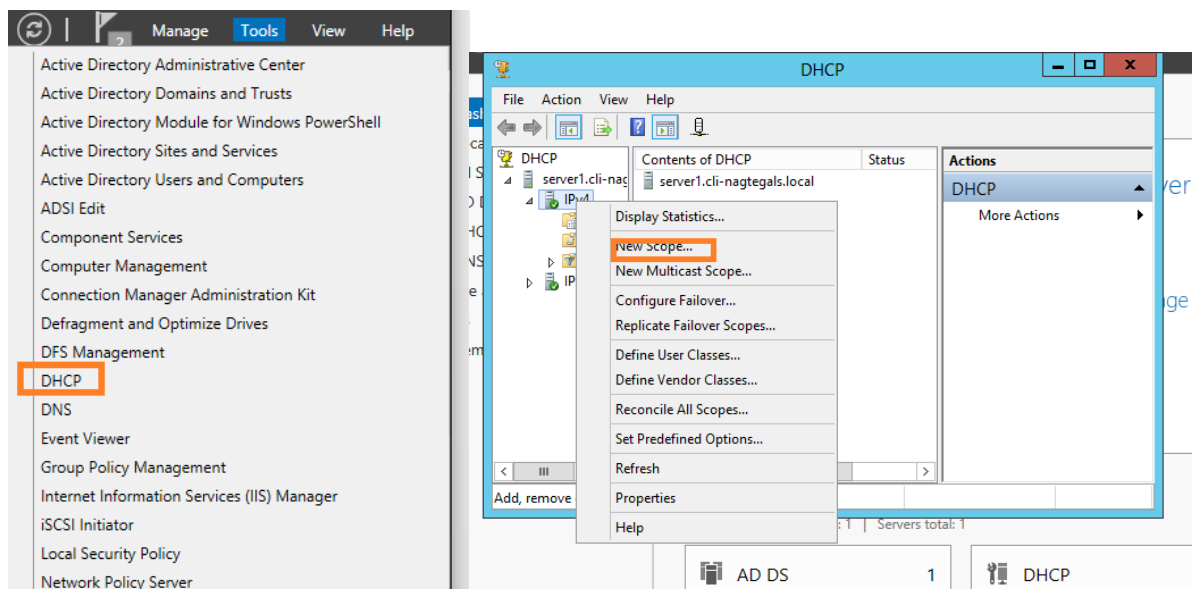 2
Manage Tools View Help
Active Directory Administrative Center
Active Directory Domains and Trusts
Active Directory Module for Windows PowerShell
Active Directory Sites and Services
Active Directory Users and Computers
ADSI Edit
Component Services
Computer Management
Connection Manager Administration Kit
Defragment and Optimize Drives
DFS Management
DHCP
DNS
Event Viewer
Group Policy Management
Internet Information Services (IIS) Manager
iSCSI Initiator
Local Security Policy
Network Policy Server
DHCP
File Action View Help
DHCP
server1.cli-nag
IPv4
IP
Contents of DHCP Status
server1.cli-nagtegals.local
Actions
DHCP
More Actions
Display Statistics...
New Scope...
New Multicast Scope...
Configure Failover...
Replicate Failover Scopes...
Define User Classes...
Define Vendor Classes...
Reconcile All Scopes...
Set Predefined Options...
Refresh
Properties
Help
Add, remove
: 1 | Servers total: 1
AD DS 1
DHCP